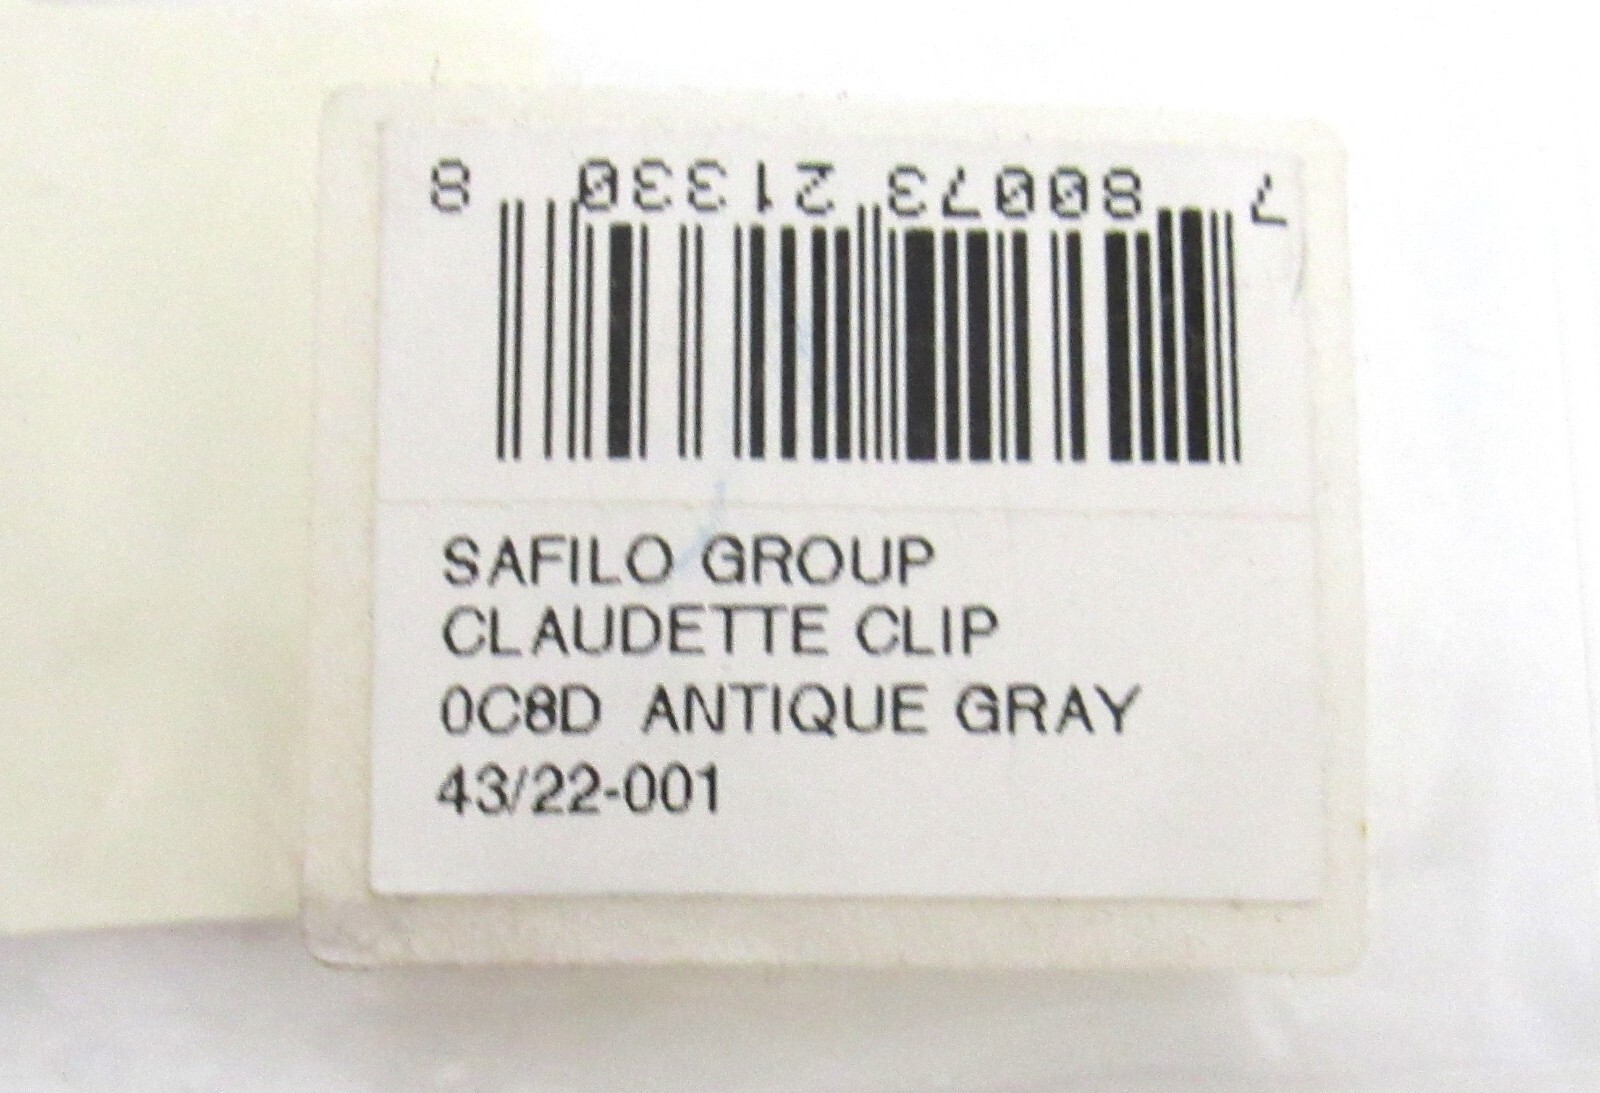 7 80073 21330 8
SAFILO GROUP
CLAUDETTE CLIP
0C8D ANTIQUE GRAY
43/22-001